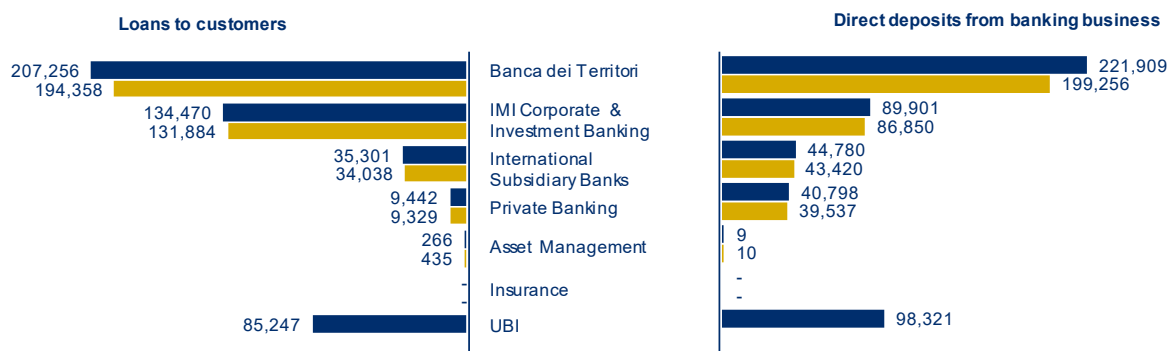 Loans to customers
Direct deposits from banking business
207,256
Banca dei Territori
221,909
194,358
199,256
134,470
IMI Corporate &
89,901
131,884
Investment Banking
86,850
35,301
International
44,780
34,038
Subsidiary Banks
43,420
9,442
Private Banking
40,798
9,329
39,537
266
Asset Management
9
435
10
-
Insurance
-
-
-
85,247
UBI
98,321